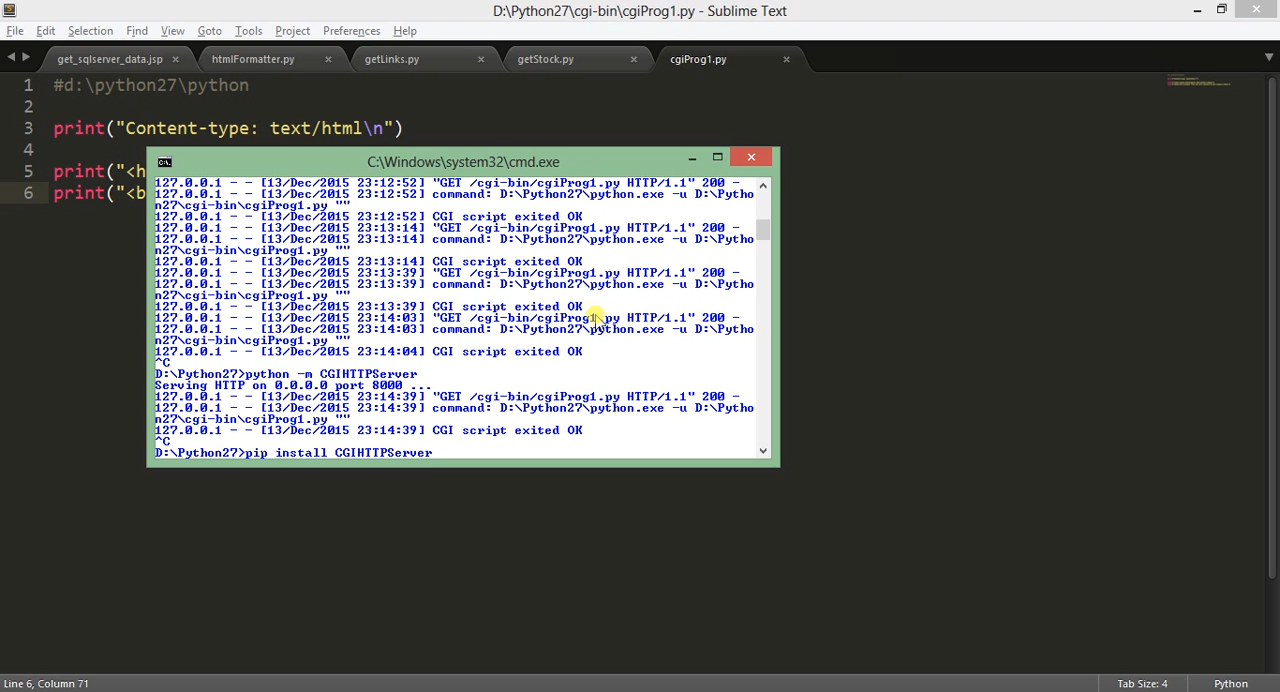 D:\Python27\cgi-bin\cgiProg1.py - Sublime Text
File Edit Selection Find View Goto Tools Project Preferences Help
get_sqlserver_data.jsp × htmlFormatter.py × getLinks.py × getStock.py × cgiProg1.py ×
1 #d:\python27\python
2
3 print("Content-type: text/html\n")
4
5 print("<h
6 print("<b
C:\Windows\system32\cmd.exe
127.0.0.1 - - [13/Dec/2015 23:12:52] "GET /cgi-bin/cgiProg1.py HTTP/1.1" 200 -
127.0.0.1 - - [13/Dec/2015 23:12:52] command: D:\Python27\python.exe -u D:\Pytho
n27\cgi-bin\cgiProg1.py ""
127.0.0.1 - - [13/Dec/2015 23:12:52] CGI script exited OK
127.0.0.1 - - [13/Dec/2015 23:13:14] "GET /cgi-bin/cgiProg1.py HTTP/1.1" 200 -
127.0.0.1 - - [13/Dec/2015 23:13:14] command: D:\Python27\python.exe -u D:\Pytho
n27\cgi-bin\cgiProg1.py ""
127.0.0.1 - - [13/Dec/2015 23:13:14] CGI script exited OK
127.0.0.1 - - [13/Dec/2015 23:13:39] "GET /cgi-bin/cgiProg1.py HTTP/1.1" 200 -
127.0.0.1 - - [13/Dec/2015 23:13:39] command: D:\Python27\python.exe -u D:\Pytho
n27\cgi-bin\cgiProg1.py ""
127.0.0.1 - - [13/Dec/2015 23:13:39] CGI script exited OK
127.0.0.1 - - [13/Dec/2015 23:14:03] "GET /cgi-bin/cgiProg1.py HTTP/1.1" 200 -
127.0.0.1 - - [13/Dec/2015 23:14:03] command: D:\Python27\python.exe -u D:\Pytho
n27\cgi-bin\cgiProg1.py ""
127.0.0.1 - - [13/Dec/2015 23:14:04] CGI script exited OK
^C
D:\Python27>python -m CGIHTTPServer
Serving HTTP on 0.0.0.0 port 8000 ...
127.0.0.1 - - [13/Dec/2015 23:14:39] "GET /cgi-bin/cgiProg1.py HTTP/1.1" 200 -
127.0.0.1 - - [13/Dec/2015 23:14:39] command: D:\Python27\python.exe -u D:\Pytho
n27\cgi-bin\cgiProg1.py ""
127.0.0.1 - - [13/Dec/2015 23:14:39] CGI script exited OK
^C
D:\Python27>pip install CGIHTTPServer
Line 6, Column 71 Tab Size: 4 Python